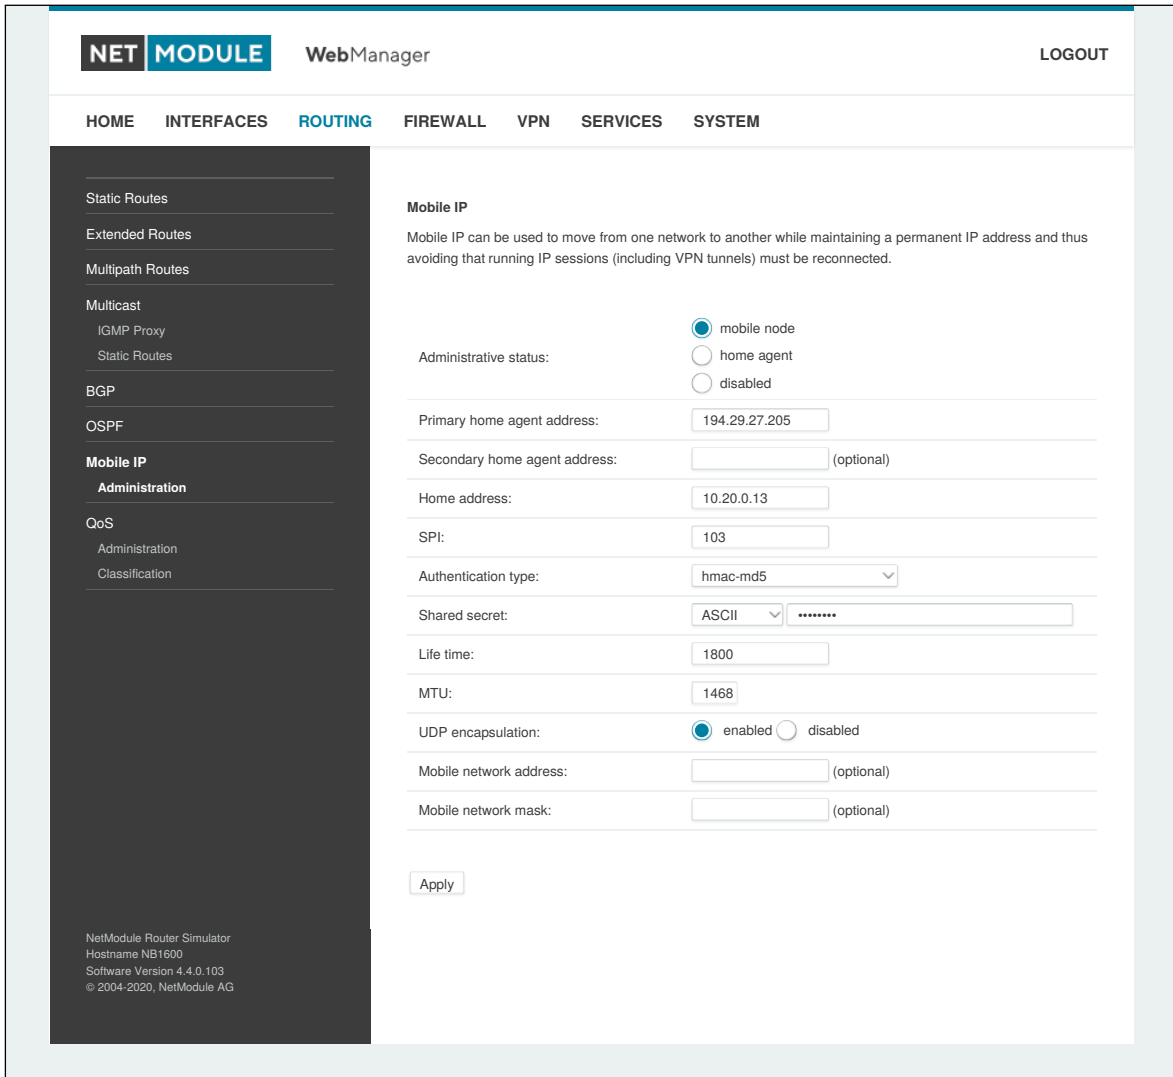 NET MODULE WebManager LOGOUT
HOME INTERFACES ROUTING FIREWALL VPN SERVICES SYSTEM
Static Routes
Extended Routes
Multipath Routes
Multicast
IGMP Proxy
Static Routes
BGP
OSPF
Mobile IP
Administration
QoS
Administration
Classification
NetModule Router Simulator
Hostname NB1600
Software Version 4.4.0.103
© 2004-2020, NetModule AG
Mobile IP
Mobile IP can be used to move from one network to another while maintaining a permanent IP address and thus
avoiding that running IP sessions (including VPN tunnels) must be reconnected.
Administrative status:
mobile node
home agent
disabled
Primary home agent address: 194.29.27.205
Secondary home agent address: (optional)
Home address: 10.20.0.13
SPI: 103
Authentication type: hmac-md5
Shared secret: ASCII ••••••••
Life time: 1800
MTU: 1468
UDP encapsulation: enabled disabled
Mobile network address: (optional)
Mobile network mask: (optional)
Apply